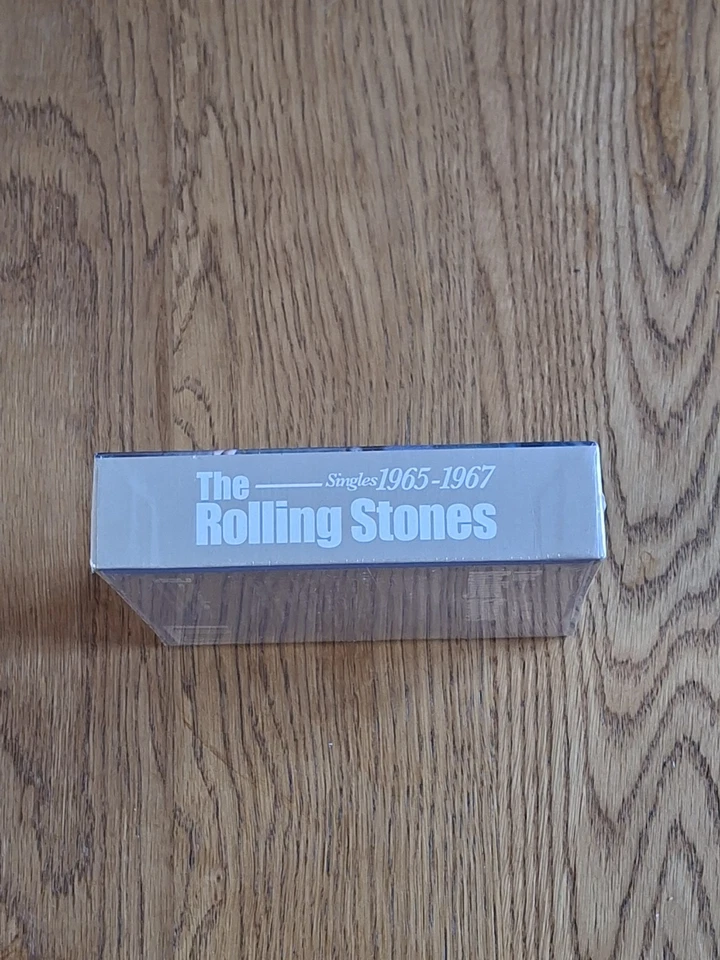 The Singles 1965-1967
Rolling Stones